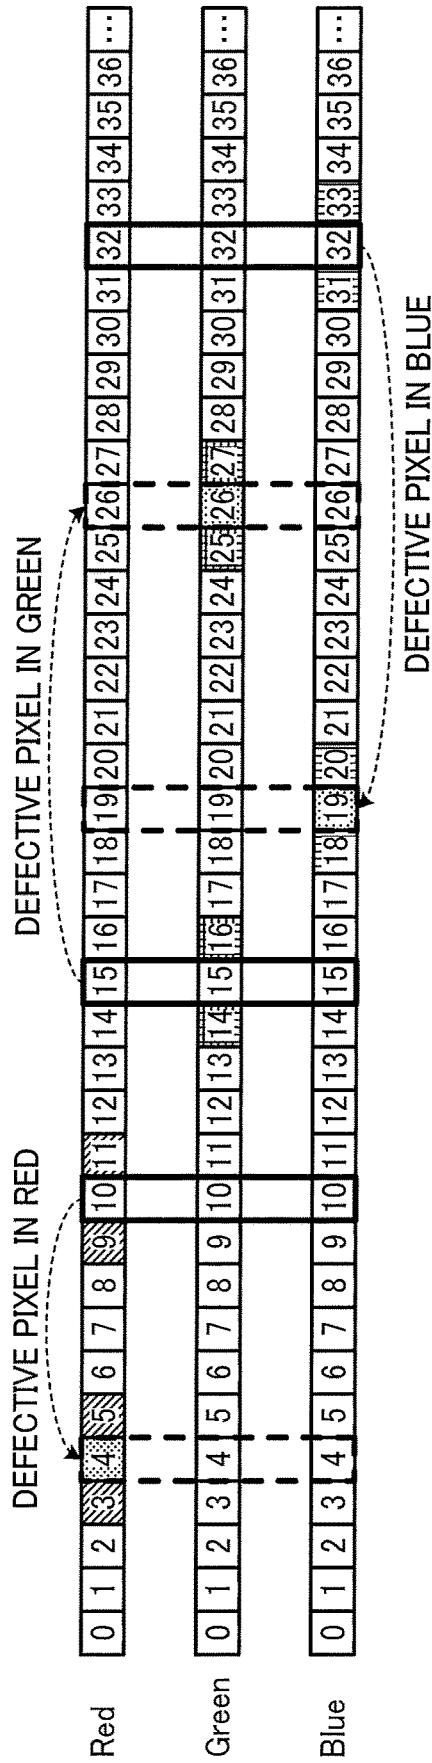 DEFECTIVE PIXEL IN RED
DEFECTIVE PIXEL IN GREEN
Red 0 1 2 3 4 5 6 7 8 9 10 11 12 13 14 15 16 17 18 19 20 21 22 23 24 25 26 27 28 29 30 31 32 33 34 35 36 ...
Green 0 1 2 3 4 5 6 7 8 9 10 11 12 13 14 15 16 17 18 19 20 21 22 23 24 25 26 27 28 29 30 31 32 33 34 35 36 ...
Blue 0 1 2 3 4 5 6 7 8 9 10 11 12 13 14 15 16 17 18 19 20 21 22 23 24 25 26 27 28 29 30 31 32 33 34 35 36 ...
DEFECTIVE PIXEL IN BLUE